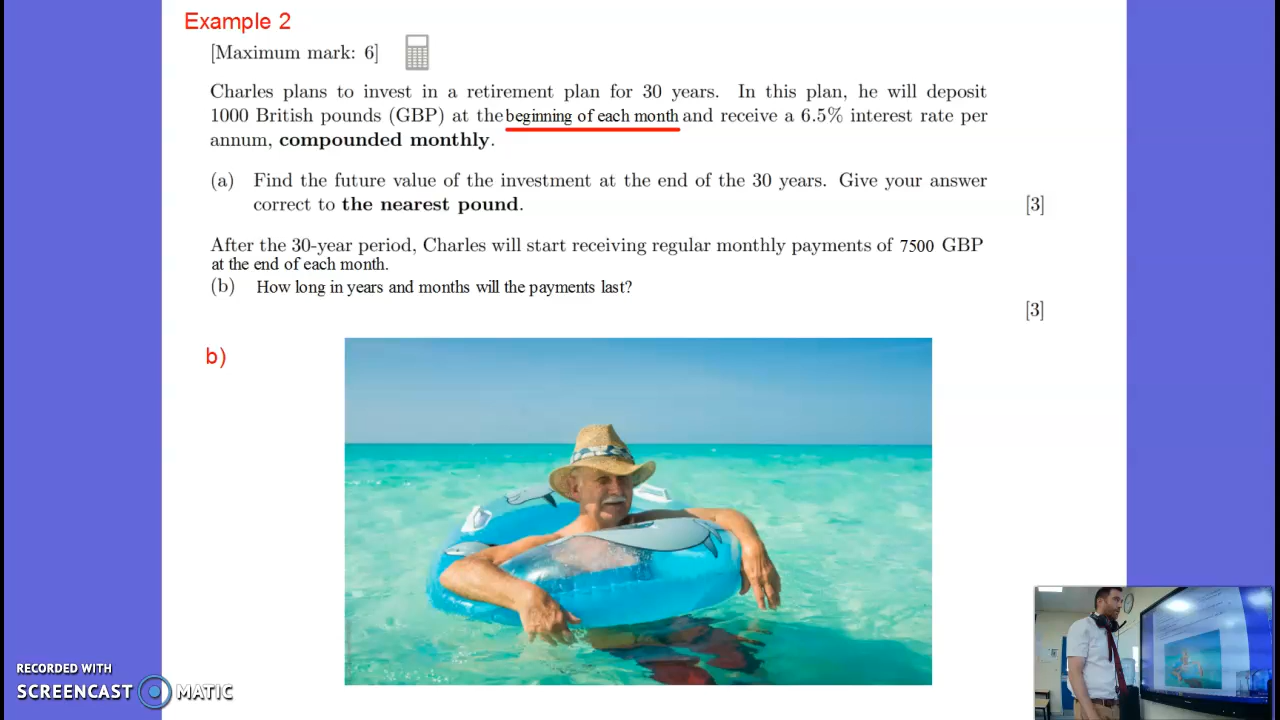 Example 2
[Maximum mark: 6]
Charles plans to invest in a retirement plan for 30 years. In this plan, he will deposit
1000 British pounds (GBP) at the beginning of each month and receive a 6.5% interest rate per
annum, compounded monthly.
(a) Find the future value of the investment at the end of the 30 years. Give your answer
correct to the nearest pound. [3]
After the 30-year period, Charles will start receiving regular monthly payments of 7500 GBP
at the end of each month.
(b) How long in years and months will the payments last?
[3]
b)
RECORDED WITH
SCREENCAST MATIC